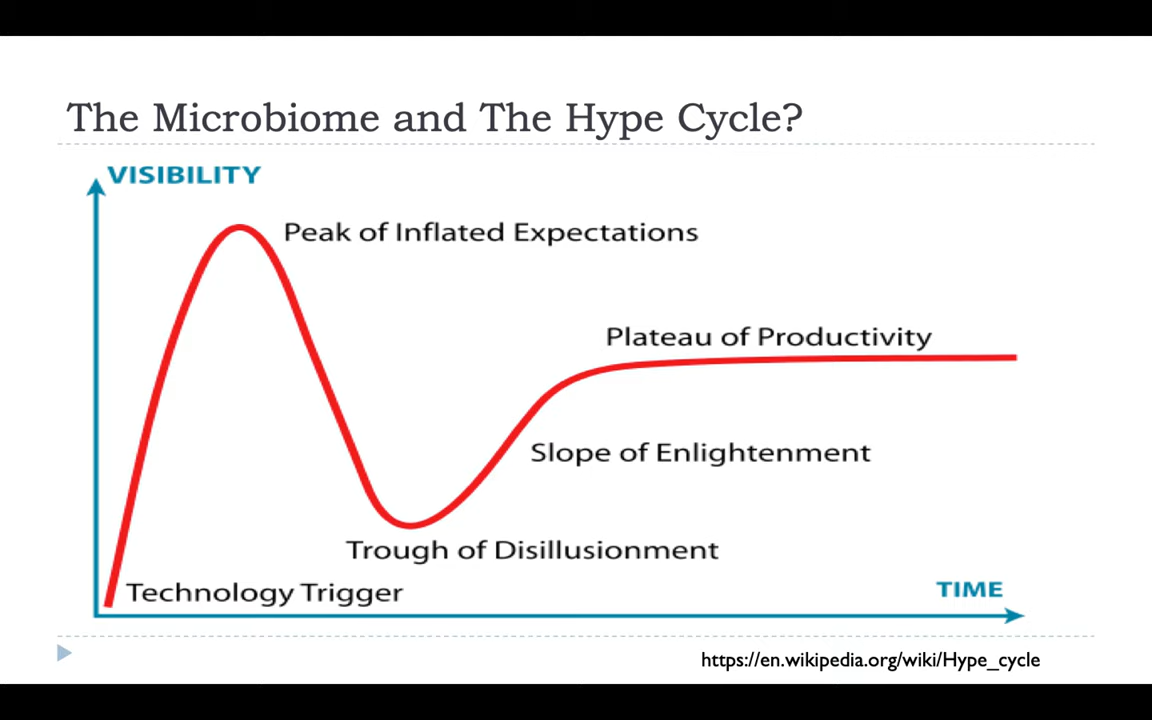 The Microbiome and The Hype Cycle?
VISIBILITY
Peak of Inflated Expectations
Plateau of Productivity
Slope of Enlightenment
Trough of Disillusionment
Technology Trigger
TIME
https://en.wikipedia.org/wiki/Hype_cycle